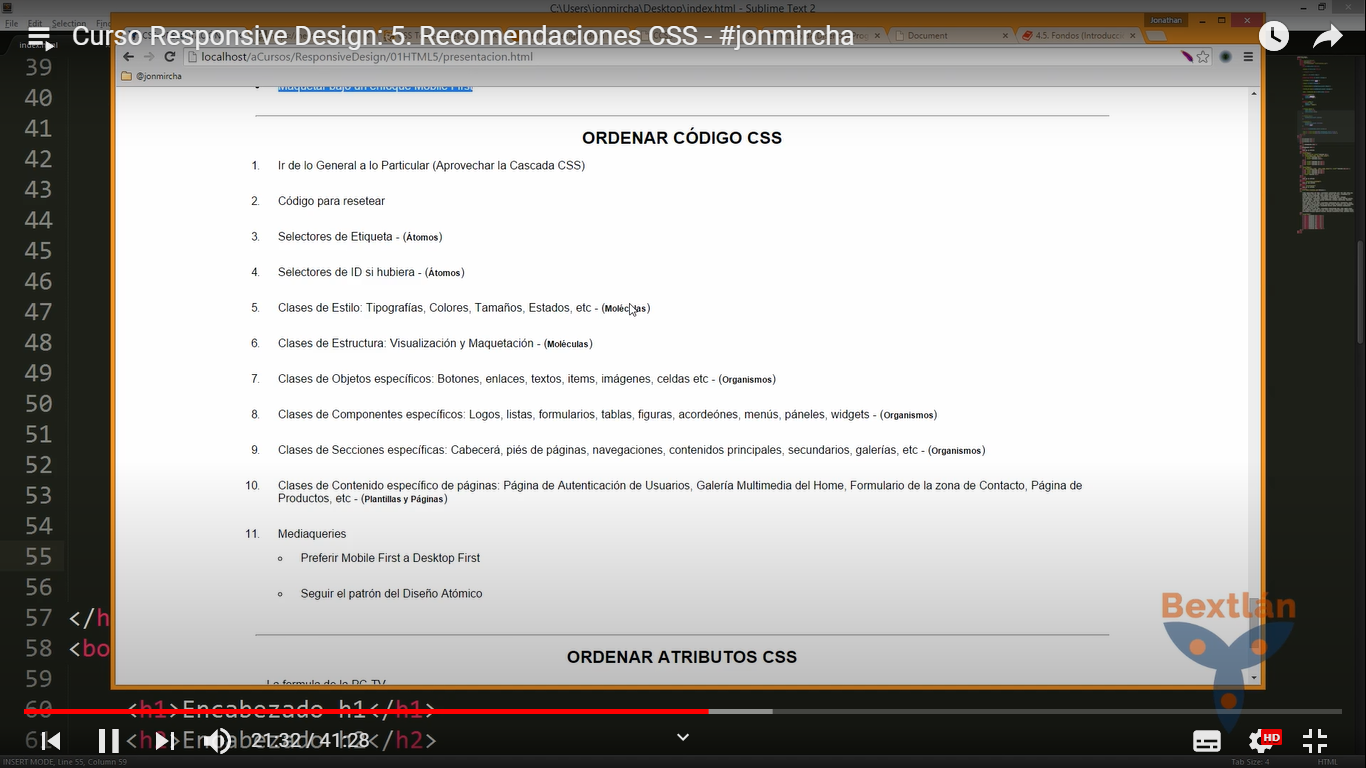 C:\Users\jonmircha\Desktop\index.html - Sublime Text 2
File Edit Selection
Curso Responsive Design: 5. Recomendaciones CSS - #jonmircha
Jonathan
Document
4.5: Fondos (Introducció
localhost/aCursos/ResponsiveDesign/01HTML5/presentacion.html
@jonmircha
Maquetar bajo un enfoque Mobile First
ORDENAR CÓDIGO CSS
1. Ir de lo General a lo Particular (Aprovechar la Cascada CSS)
2. Código para resetear
3. Selectores de Etiqueta - (Átomos)
4. Selectores de ID si hubiera - (Átomos)
5. Clases de Estilo: Tipografías, Colores, Tamaños, Estados, etc - (Moléculas)
6. Clases de Estructura: Visualización y Maquetación - (Moléculas)
7. Clases de Objetos específicos: Botones, enlaces, textos, items, imágenes, celdas etc - (Organismos)
8. Clases de Componentes específicos: Logos, listas, formularios, tablas, figuras, acordeónes, menús, páneles, widgets - (Organismos)
9. Clases de Secciones específicas: Cabecerá, piés de páginas, navegaciones, contenidos principales, secundarios, galerías, etc - (Organismos)
10. Clases de Contenido específico de páginas: Página de Autenticación de Usuarios, Galería Multimedia del Home, Formulario de la zona de Contacto, Página de
Productos, etc - (Plantillas y Páginas)
11. Mediaqueries
Preferir Mobile First a Desktop First
Seguir el patrón del Diseño Atómico
ORDENAR ATRIBUTOS CSS
La formula de la PC TV
Bextlán
39
40
41
42
43
44
45
46
47
48
49
50
51
52
53
54
55
56
57 </h
58 <bo
59
60 <h1>Encabezado h1</h1>
61 <h2>Encabezado h2</h2>
21:32 / 41:28
HD
INSERT MODE, Line 55, Column 59
Tab Size: 4
HTML